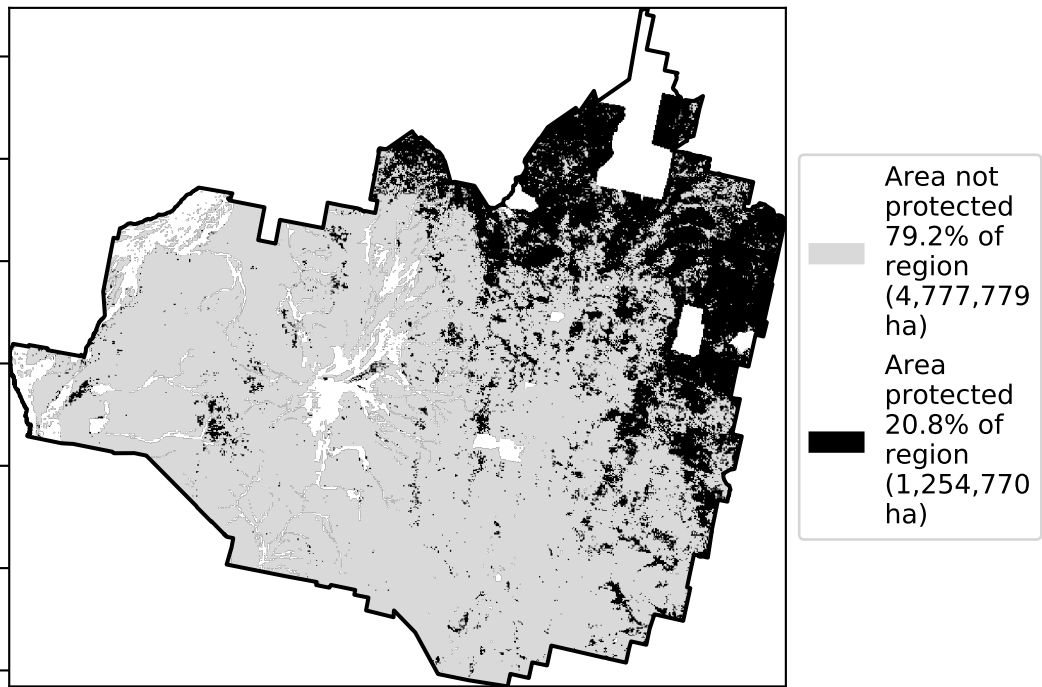 Area not
protected
79.2% of
region
(4,777,779
ha)
Area
protected
20.8% of
region
(1,254,770
ha)